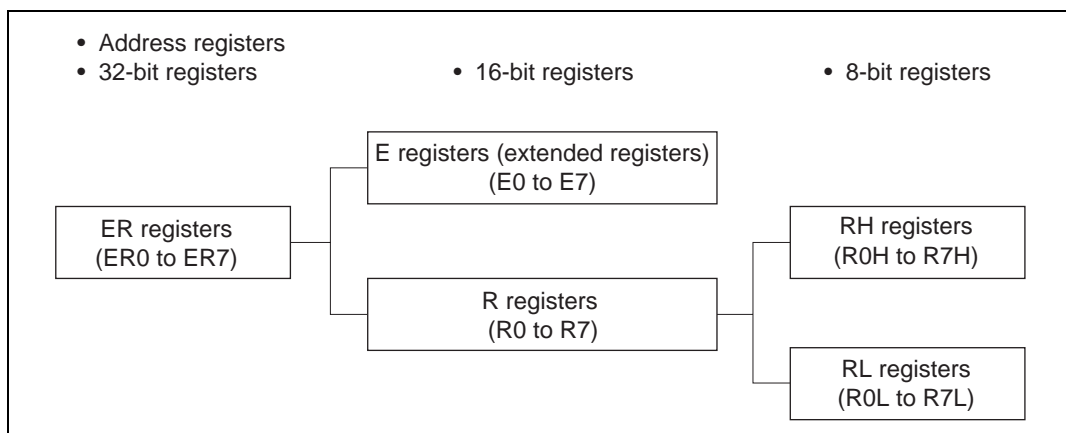 • Address registers
• 32-bit registers
• 16-bit registers
• 8-bit registers
E registers (extended registers)
(E0 to E7)
ER registers
(ER0 to ER7)
RH registers
(R0H to R7H)
R registers
(R0 to R7)
RL registers
(R0L to R7L)